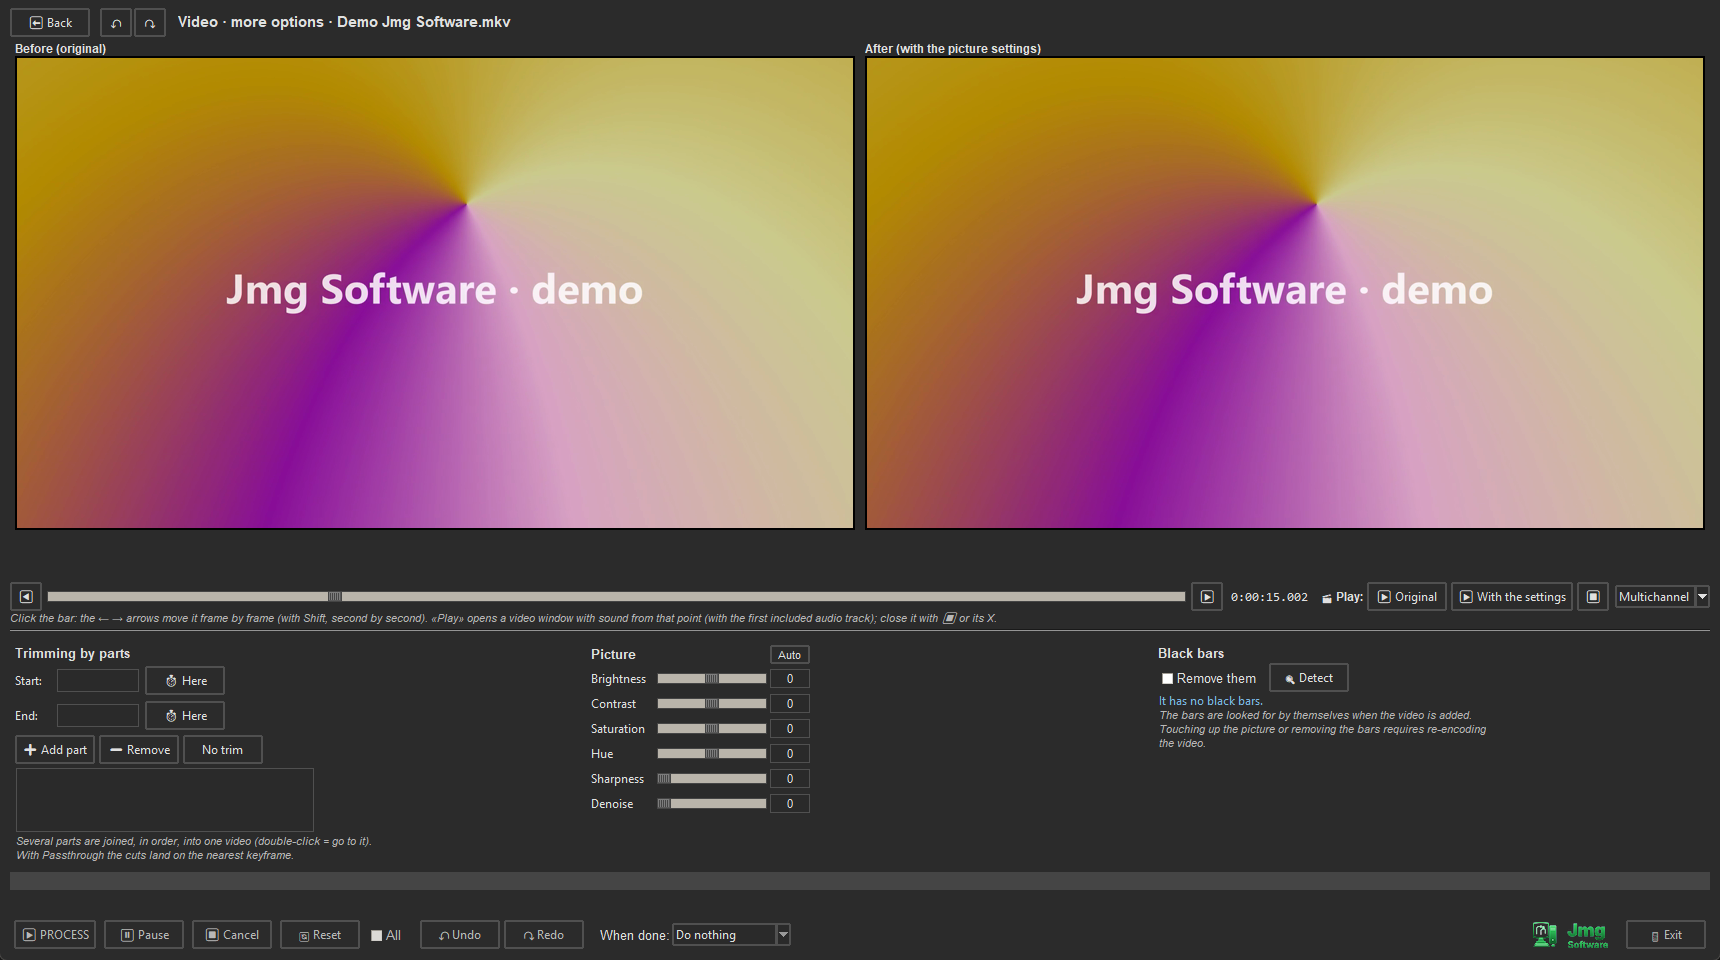 Back
Video · more options · Demo Jmg Software.mkv
Before (original)
After (with the picture settings)
Jmg Software · demo
Jmg Software · demo
0:00:15.002
Play:
Original
With the settings
Multichannel
Click the bar: the ← → arrows move it frame by frame (with Shift, second by second). «Play» opens a video window with sound from that point (with the first included audio track); close it with ▣ or its X.
Trimming by parts
Start:
Here
End:
Here
Add part
Remove
No trim
Several parts are joined, in order, into one video (double-click = go to it).
With Passthrough the cuts land on the nearest keyframe.
Picture
Auto
Brightness
0
Contrast
0
Saturation
0
Hue
0
Sharpness
0
Denoise
0
Black bars
Remove them
Detect
It has no black bars.
The bars are looked for by themselves when the video is added.
Touching up the picture or removing the bars requires re-encoding
the video.
PROCESS
Pause
Cancel
Reset
All
Undo
Redo
When done:
Do nothing
Jmg
Software
Exit